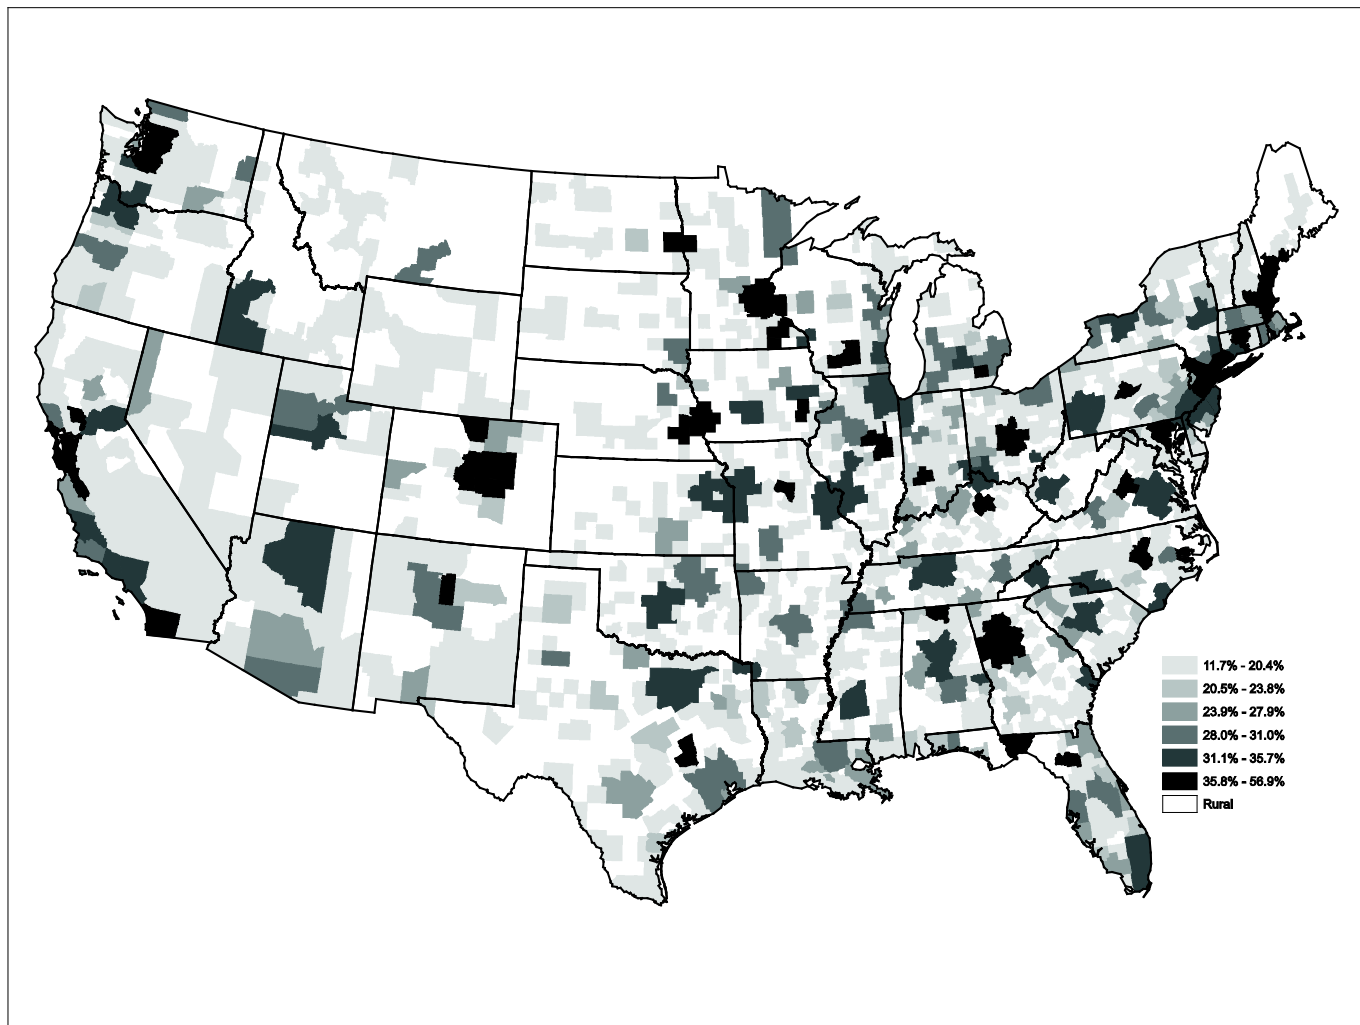 11.7% - 20.4%
20.5% - 23.8%
23.9% - 27.9%
28.0% - 31.0%
31.1% - 35.7%
35.8% - 56.9%
Rural